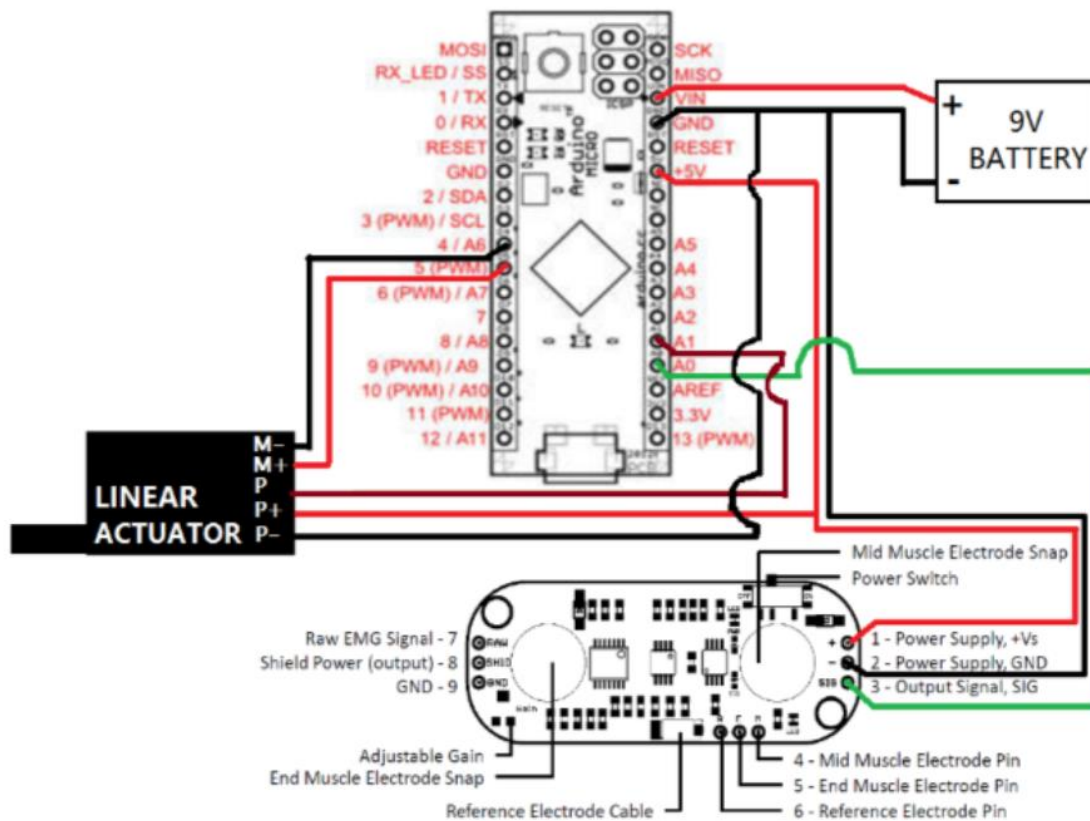 MOSI
RX_LED / SS
1 / TX
0 / RX
RESET
GND
2 / SDA
3 (PWM) / SCL
4 / A6
5 (PWM)
6 (PWM) / A7
7
8 / A8
9 (PWM) / A9
10 (PWM) / A10
11 (PWM)
12 / A11
ICSP
Arduino
MICRO
arduino.cc
L
SCK
MISO
VIN
GND
RESET
+5V
A5
A4
A3
A2
A1
A0
AREF
3.3V
13 (PWM)
+
9V
BATTERY
-
LINEAR
ACTUATOR
M-
M+
P
P+
P-
Mid Muscle Electrode Snap
Power Switch
Raw EMG Signal - 7
Shield Power (output) - 8
GND - 9
RAW
SHID
GND
Gain
+
-
SIG
1 - Power Supply, +Vs
2 - Power Supply, GND
3 - Output Signal, SIG
Adjustable Gain
End Muscle Electrode Snap
Reference Electrode Cable
4 - Mid Muscle Electrode Pin
5 - End Muscle Electrode Pin
6 - Reference Electrode Pin